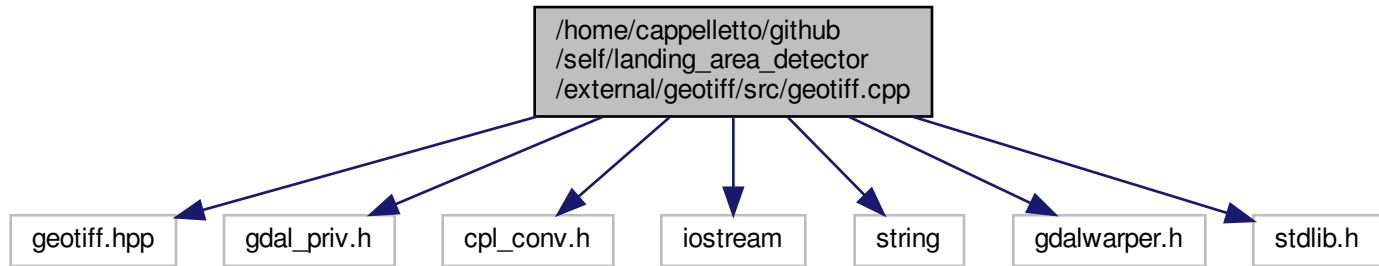 /home/cappelletto/github
/self/landing_area_detector
/external/geotiff/src/geotiff.cpp
geotiff.hpp
gdal_priv.h
cpl_conv.h
iostream
string
gdalwarper.h
stdlib.h